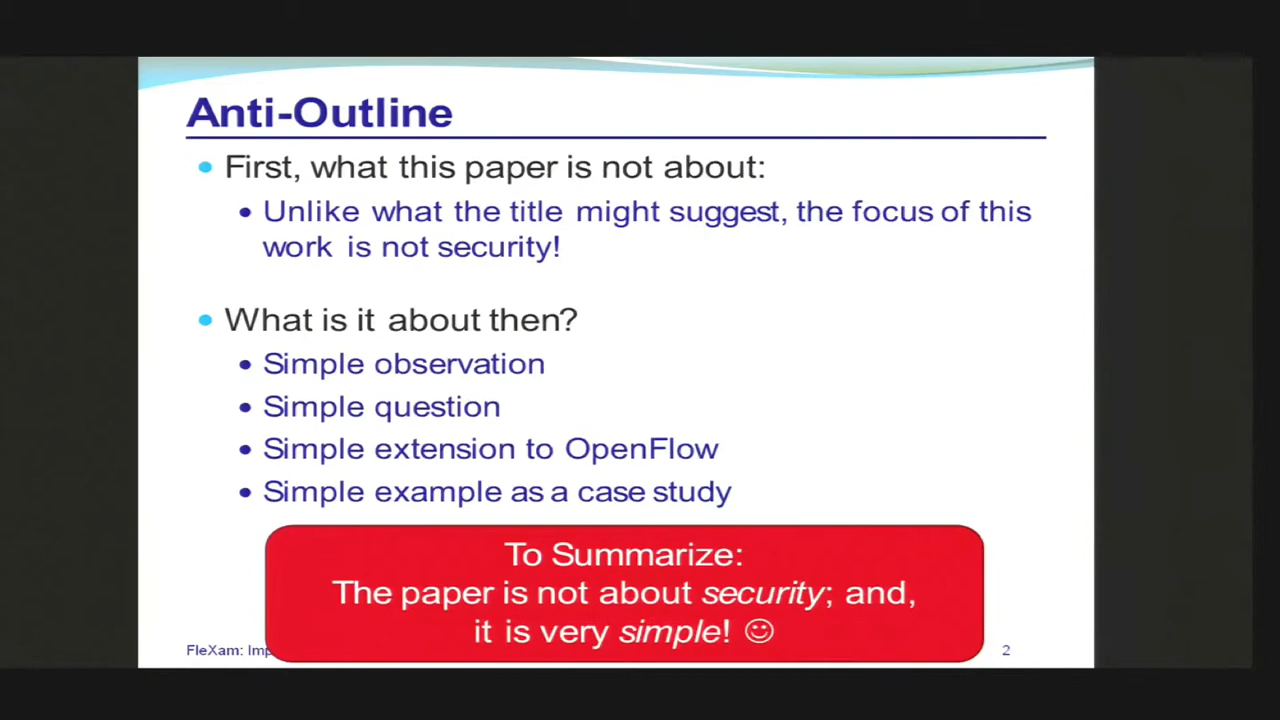 Anti-Outline
First, what this paper is not about:
Unlike what the title might suggest, the focus of this
work is not security!
What is it about then?
Simple observation
Simple question
Simple extension to OpenFlow
Simple example as a case study
To Summarize:
The paper is not about security; and,
it is very simple! ☺
FleXam: Imp
2